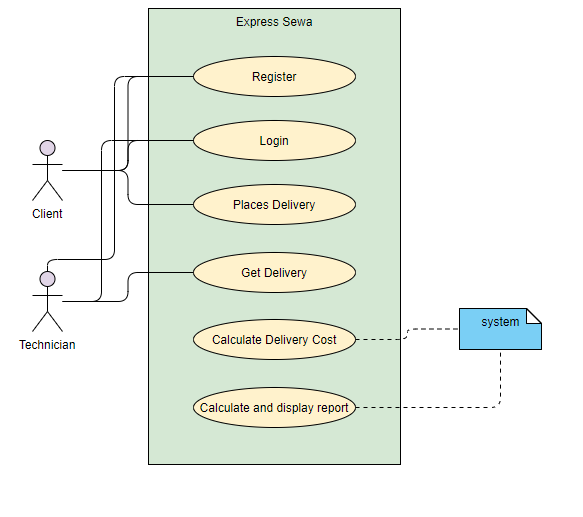 Express Sewa
Register
Login
Client
Places Delivery
Get Delivery
Technician
Calculate Delivery Cost
system
Calculate and display report